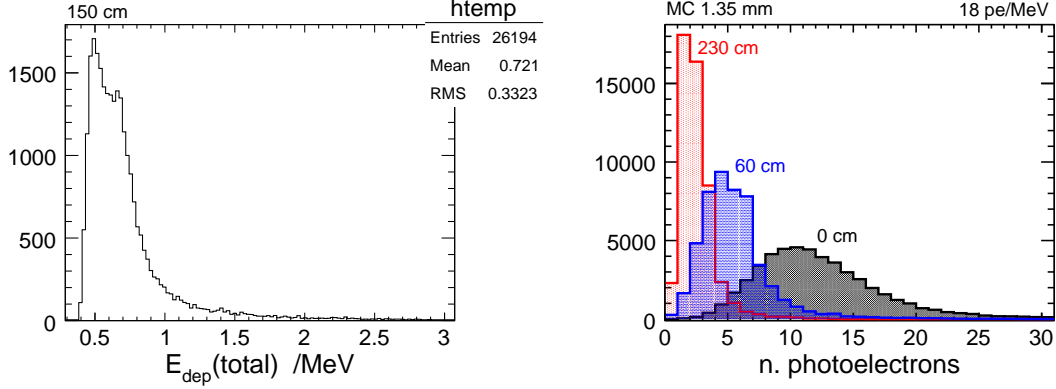 150 cm
htemp
Entries 26194
Mean 0.721
RMS 0.3323
1500
1000
500
0
0.5 1 1.5 2 2.5 3
E_dep(total) /MeV
MC 1.35 mm 18 pe/MeV
230 cm
60 cm
0 cm
15000
10000
5000
0
0 5 10 15 20 25 30
n. photoelectrons